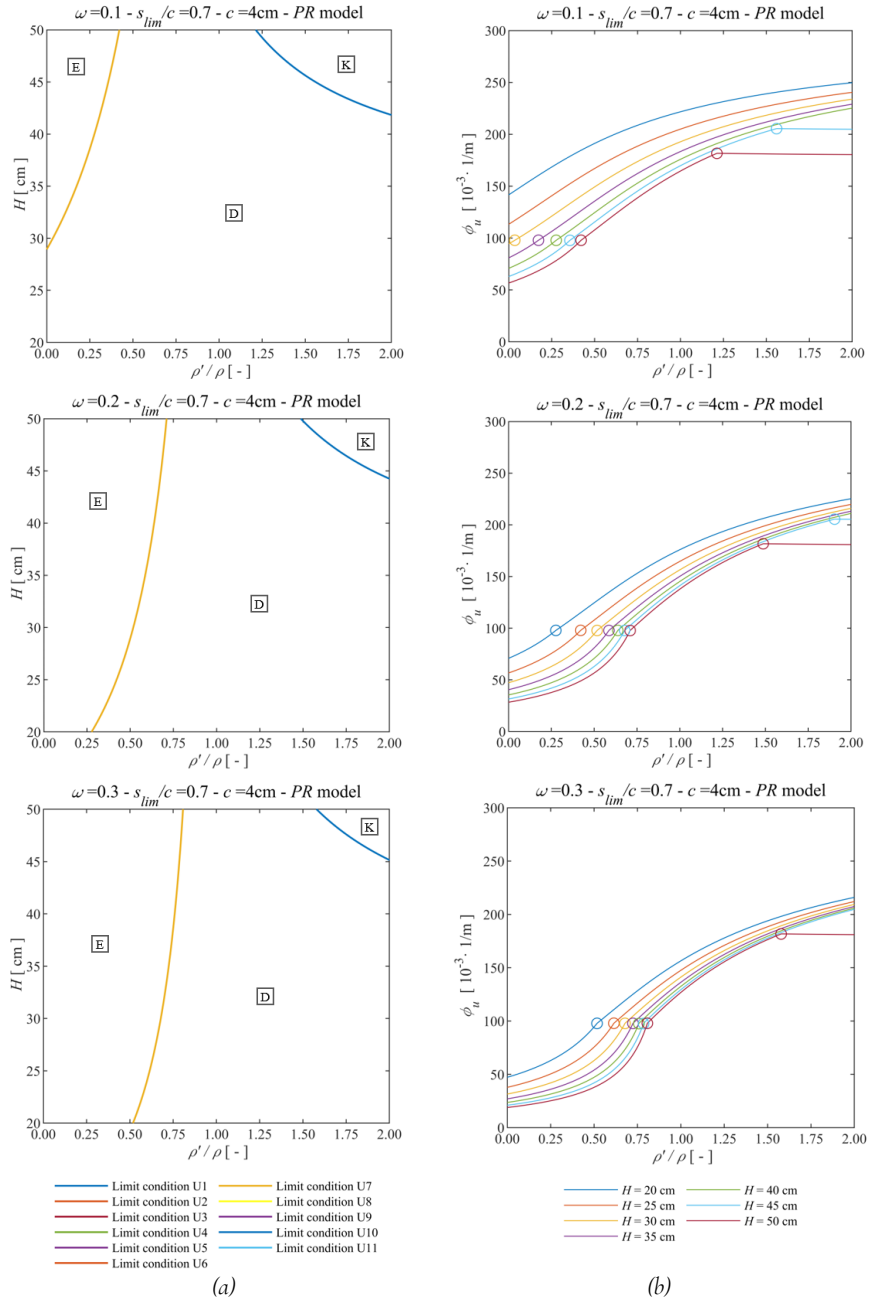 ω=0.1 - s_lim/c =0.7 - c =4cm - PR model
50
45
40
35
30
25
20
H [ cm ]
E
K
D
0.00 0.25 0.50 0.75 1.00 1.25 1.50 1.75 2.00
ρ'/ρ [ - ]
ω=0.1 - s_lim/c =0.7 - c =4cm - PR model
300
250
200
150
100
50
0
ϕ_u [ 10⁻³· 1/m ]
0.00 0.25 0.50 0.75 1.00 1.25 1.50 1.75 2.00
ρ'/ρ [ - ]
ω=0.2 - s_lim/c =0.7 - c =4cm - PR model
50
45
40
35
30
25
20
H [ cm ]
K
E
D
0.00 0.25 0.50 0.75 1.00 1.25 1.50 1.75 2.00
ρ'/ρ [ - ]
ω=0.2 - s_lim/c =0.7 - c =4cm - PR model
300
250
200
150
100
50
0
ϕ_u [ 10⁻³· 1/m ]
0.00 0.25 0.50 0.75 1.00 1.25 1.50 1.75 2.00
ρ'/ρ [ - ]
ω=0.3 - s_lim/c =0.7 - c =4cm - PR model
50
45
40
35
30
25
20
H [ cm ]
K
E
D
0.00 0.25 0.50 0.75 1.00 1.25 1.50 1.75 2.00
ρ'/ρ [ - ]
ω=0.3 - s_lim/c =0.7 - c =4cm - PR model
300
250
200
150
100
50
0
ϕ_u [ 10⁻³· 1/m ]
0.00 0.25 0.50 0.75 1.00 1.25 1.50 1.75 2.00
ρ'/ρ [ - ]
Limit condition U1
Limit condition U2
Limit condition U3
Limit condition U4
Limit condition U5
Limit condition U6
Limit condition U7
Limit condition U8
Limit condition U9
Limit condition U10
Limit condition U11
H = 20 cm
H = 25 cm
H = 30 cm
H = 35 cm
H = 40 cm
H = 45 cm
H = 50 cm
(a)
(b)